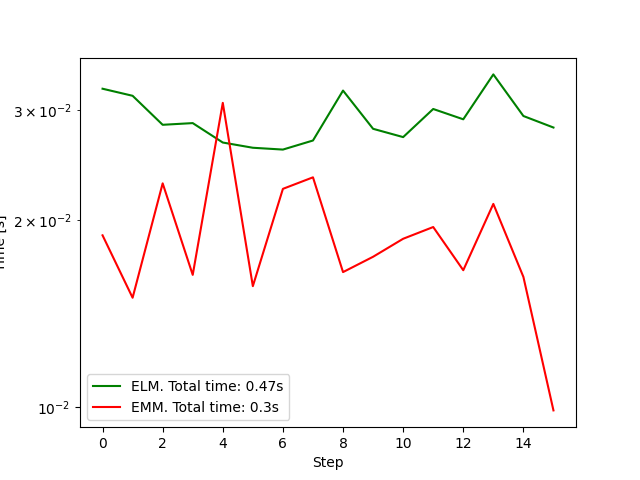 3 × 10⁻²
2 × 10⁻²
10⁻²
Time [s]
ELM. Total time: 0.47s
EMM. Total time: 0.3s
0 2 4 6 8 10 12 14
Step